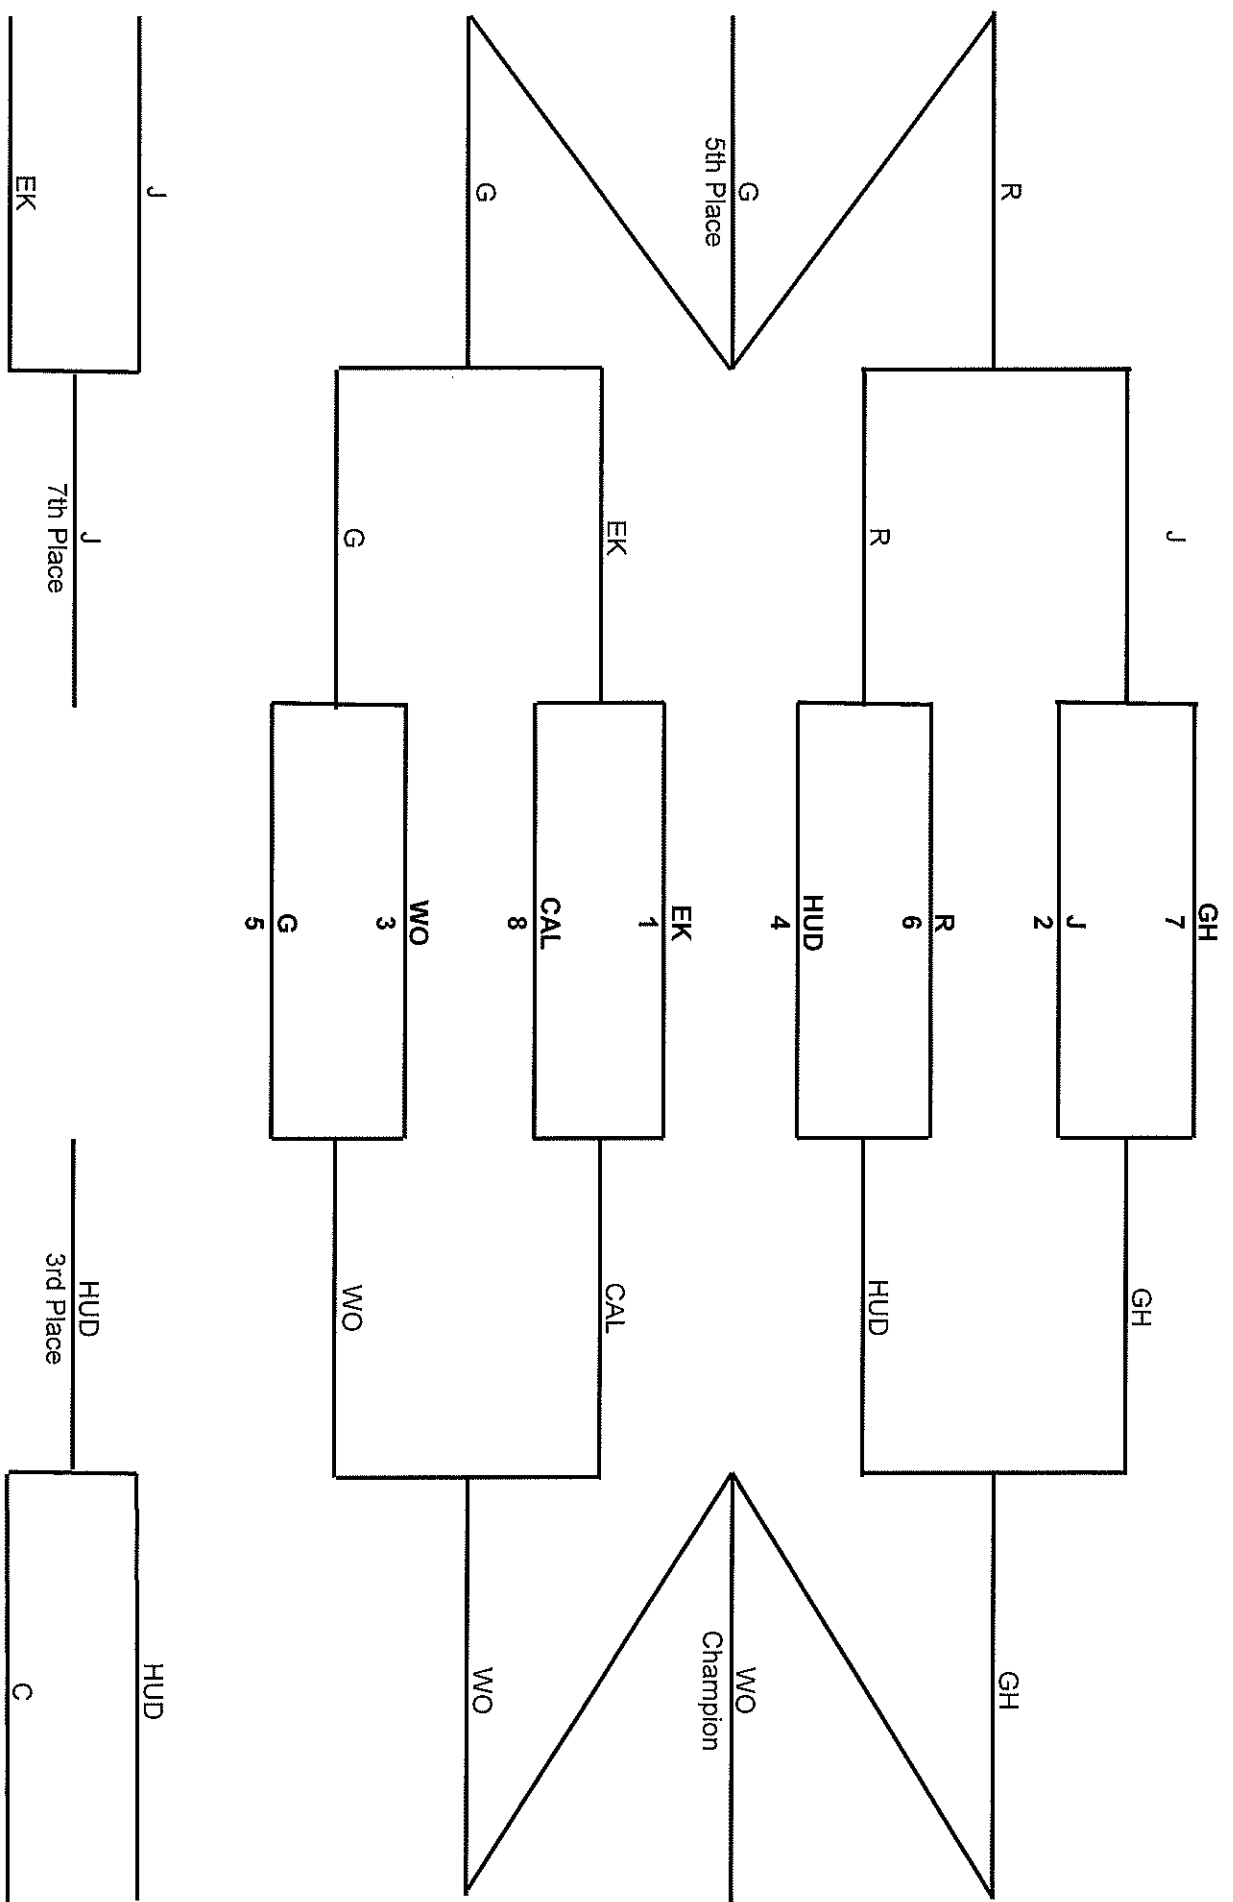 GH
J
7
GH
J
2
R
GH
R
6
R
HUD
HUD
4
G
WO
5th Place
Champion
EK
1
EK
CAL
CAL
8
G
WO
WO
3
G
WO
G
5
J
HUD
J
HUD
7th Place
3rd Place
EK
C